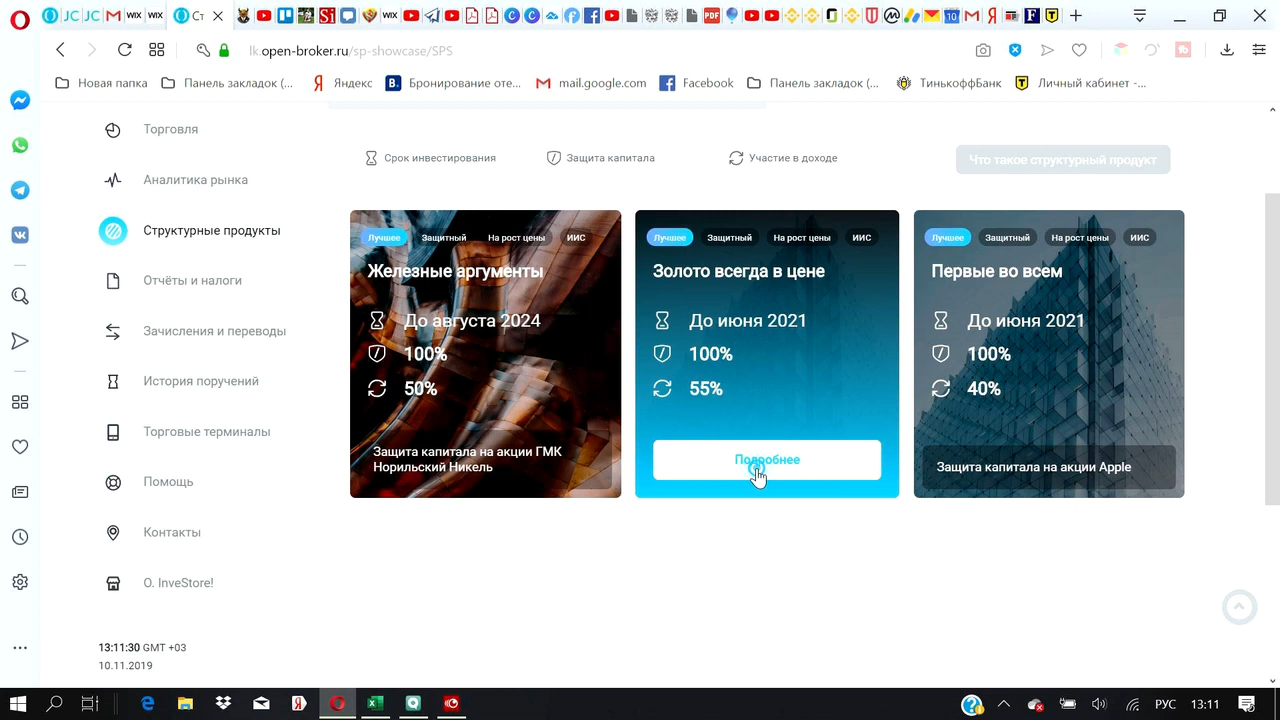 JC
JC
WIX
WIX
Ст
Si
WIX
PDF
10
lk.open-broker.ru/sp-showcase/SPS
Новая папка
Панель закладок (...
Яндекс
B. Бронирование оте...
mail.google.com
Facebook
Панель закладок (...
ТинькоффБанк
Личный кабинет -...
Торговля
Аналитика рынка
Структурные продукты
Отчёты и налоги
Зачисления и переводы
История поручений
Торговые терминалы
Помощь
Контакты
О. InveStore!
13:11:30 GMT +03
10.11.2019
Срок инвестирования
Защита капитала
Участие в доходе
Что такое структурный продукт
Лучшее Защитный На рост цены ИИС
Железные аргументы
До августа 2024
100%
50%
Защита капитала на акции ГМК
Норильский Никель
Лучшее Защитный На рост цены ИИС
Золото всегда в цене
До июня 2021
100%
55%
Подробнее
Лучшее Защитный На рост цены ИИС
Первые во всем
До июня 2021
100%
40%
Защита капитала на акции Apple
РУС
13:11